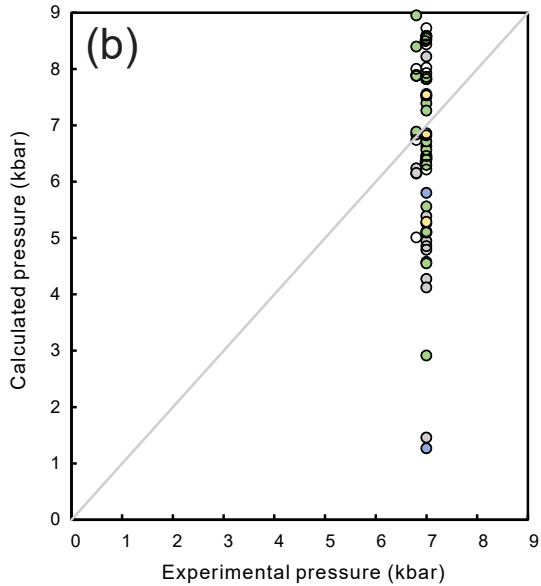 (b)
9
8
7
6
5
4
3
2
1
0
Calculated pressure (kbar)
0 1 2 3 4 5 6 7 8 9
Experimental pressure (kbar)